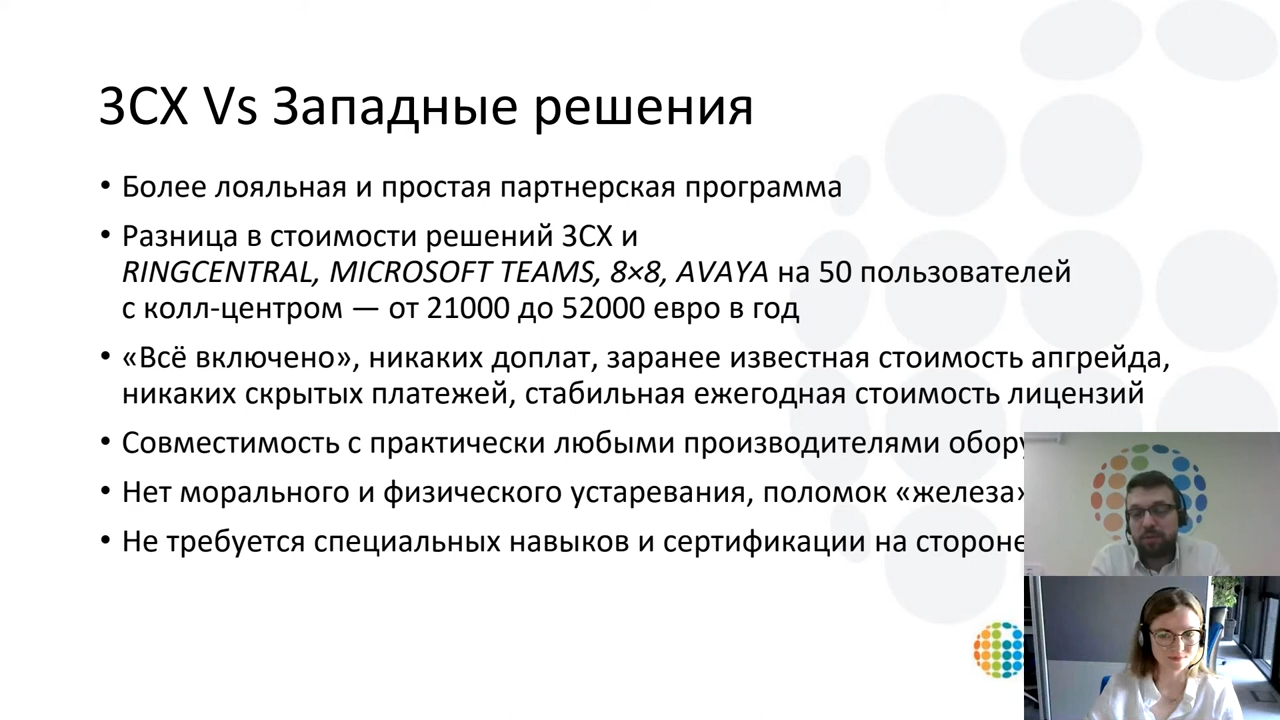 3CX Vs Западные решения
• Более лояльная и простая партнерская программа
• Разница в стоимости решений 3CX и
RINGCENTRAL, MICROSOFT TEAMS, 8×8, AVAYA на 50 пользователей
с колл-центром — от 21000 до 52000 евро в год
• «Всё включено», никаких доплат, заранее известная стоимость апгрейда,
никаких скрытых платежей, стабильная ежегодная стоимость лицензий
• Совместимость с практически любыми производителями
• Нет морального и физического устаревания, поломок «железа»
• Не требуется специальных навыков и сертификации на стороне